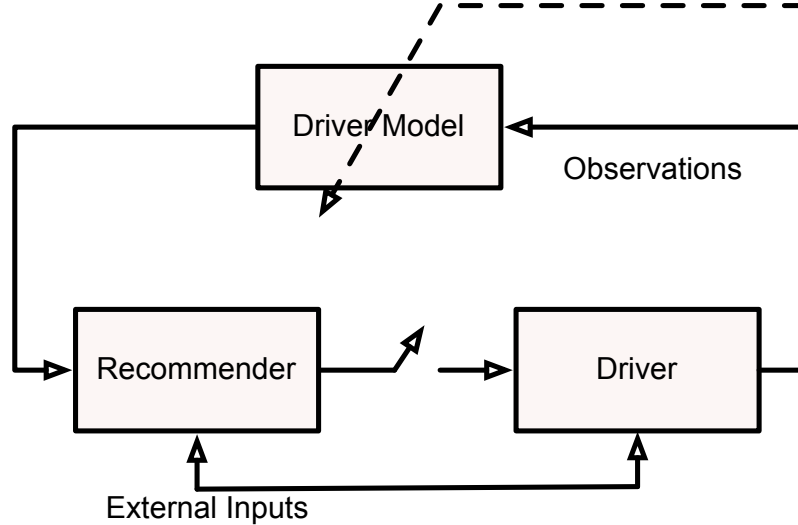 Driver Model
Observations
Recommender
Driver
External Inputs